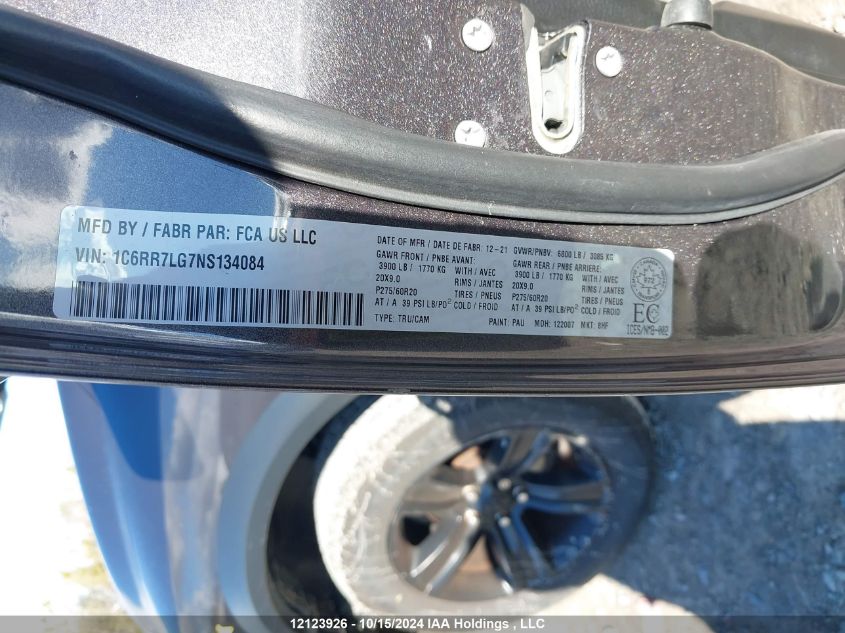 MFD BY / FABR PAR: FCA US LLC
VIN: 1C6RR7LG7NS134084
DATE OF MFR / DATE DE FABR 12-21
GAWR FRONT / PNBE AVANT:
3900 LB / 1770 KG WITH / AVEC
20X9.0 RIMS / JANTES
P275/60R20 TIRES / PNEUS
AT / A 39 PSI LB/PO² COLD / FROID
TYPE: TRU/CAM
GVWR/PNBV: 6800 LB / 3085 KG
GAWR REAR / PNBE ARRIERE:
3900 LB / 1770 KG WITH / AVEC
20X9.0 RIMS / JANTES
P275/60R20 TIRES / PNEUS
AT / A 39 PSI LB/PO² COLD / FROID
PAINT: PAU MDH: 122007 MKT: BMF
972
EC
ICES/NMB-002
12123926 - 10/15/2024 IAA Holdings , LLC